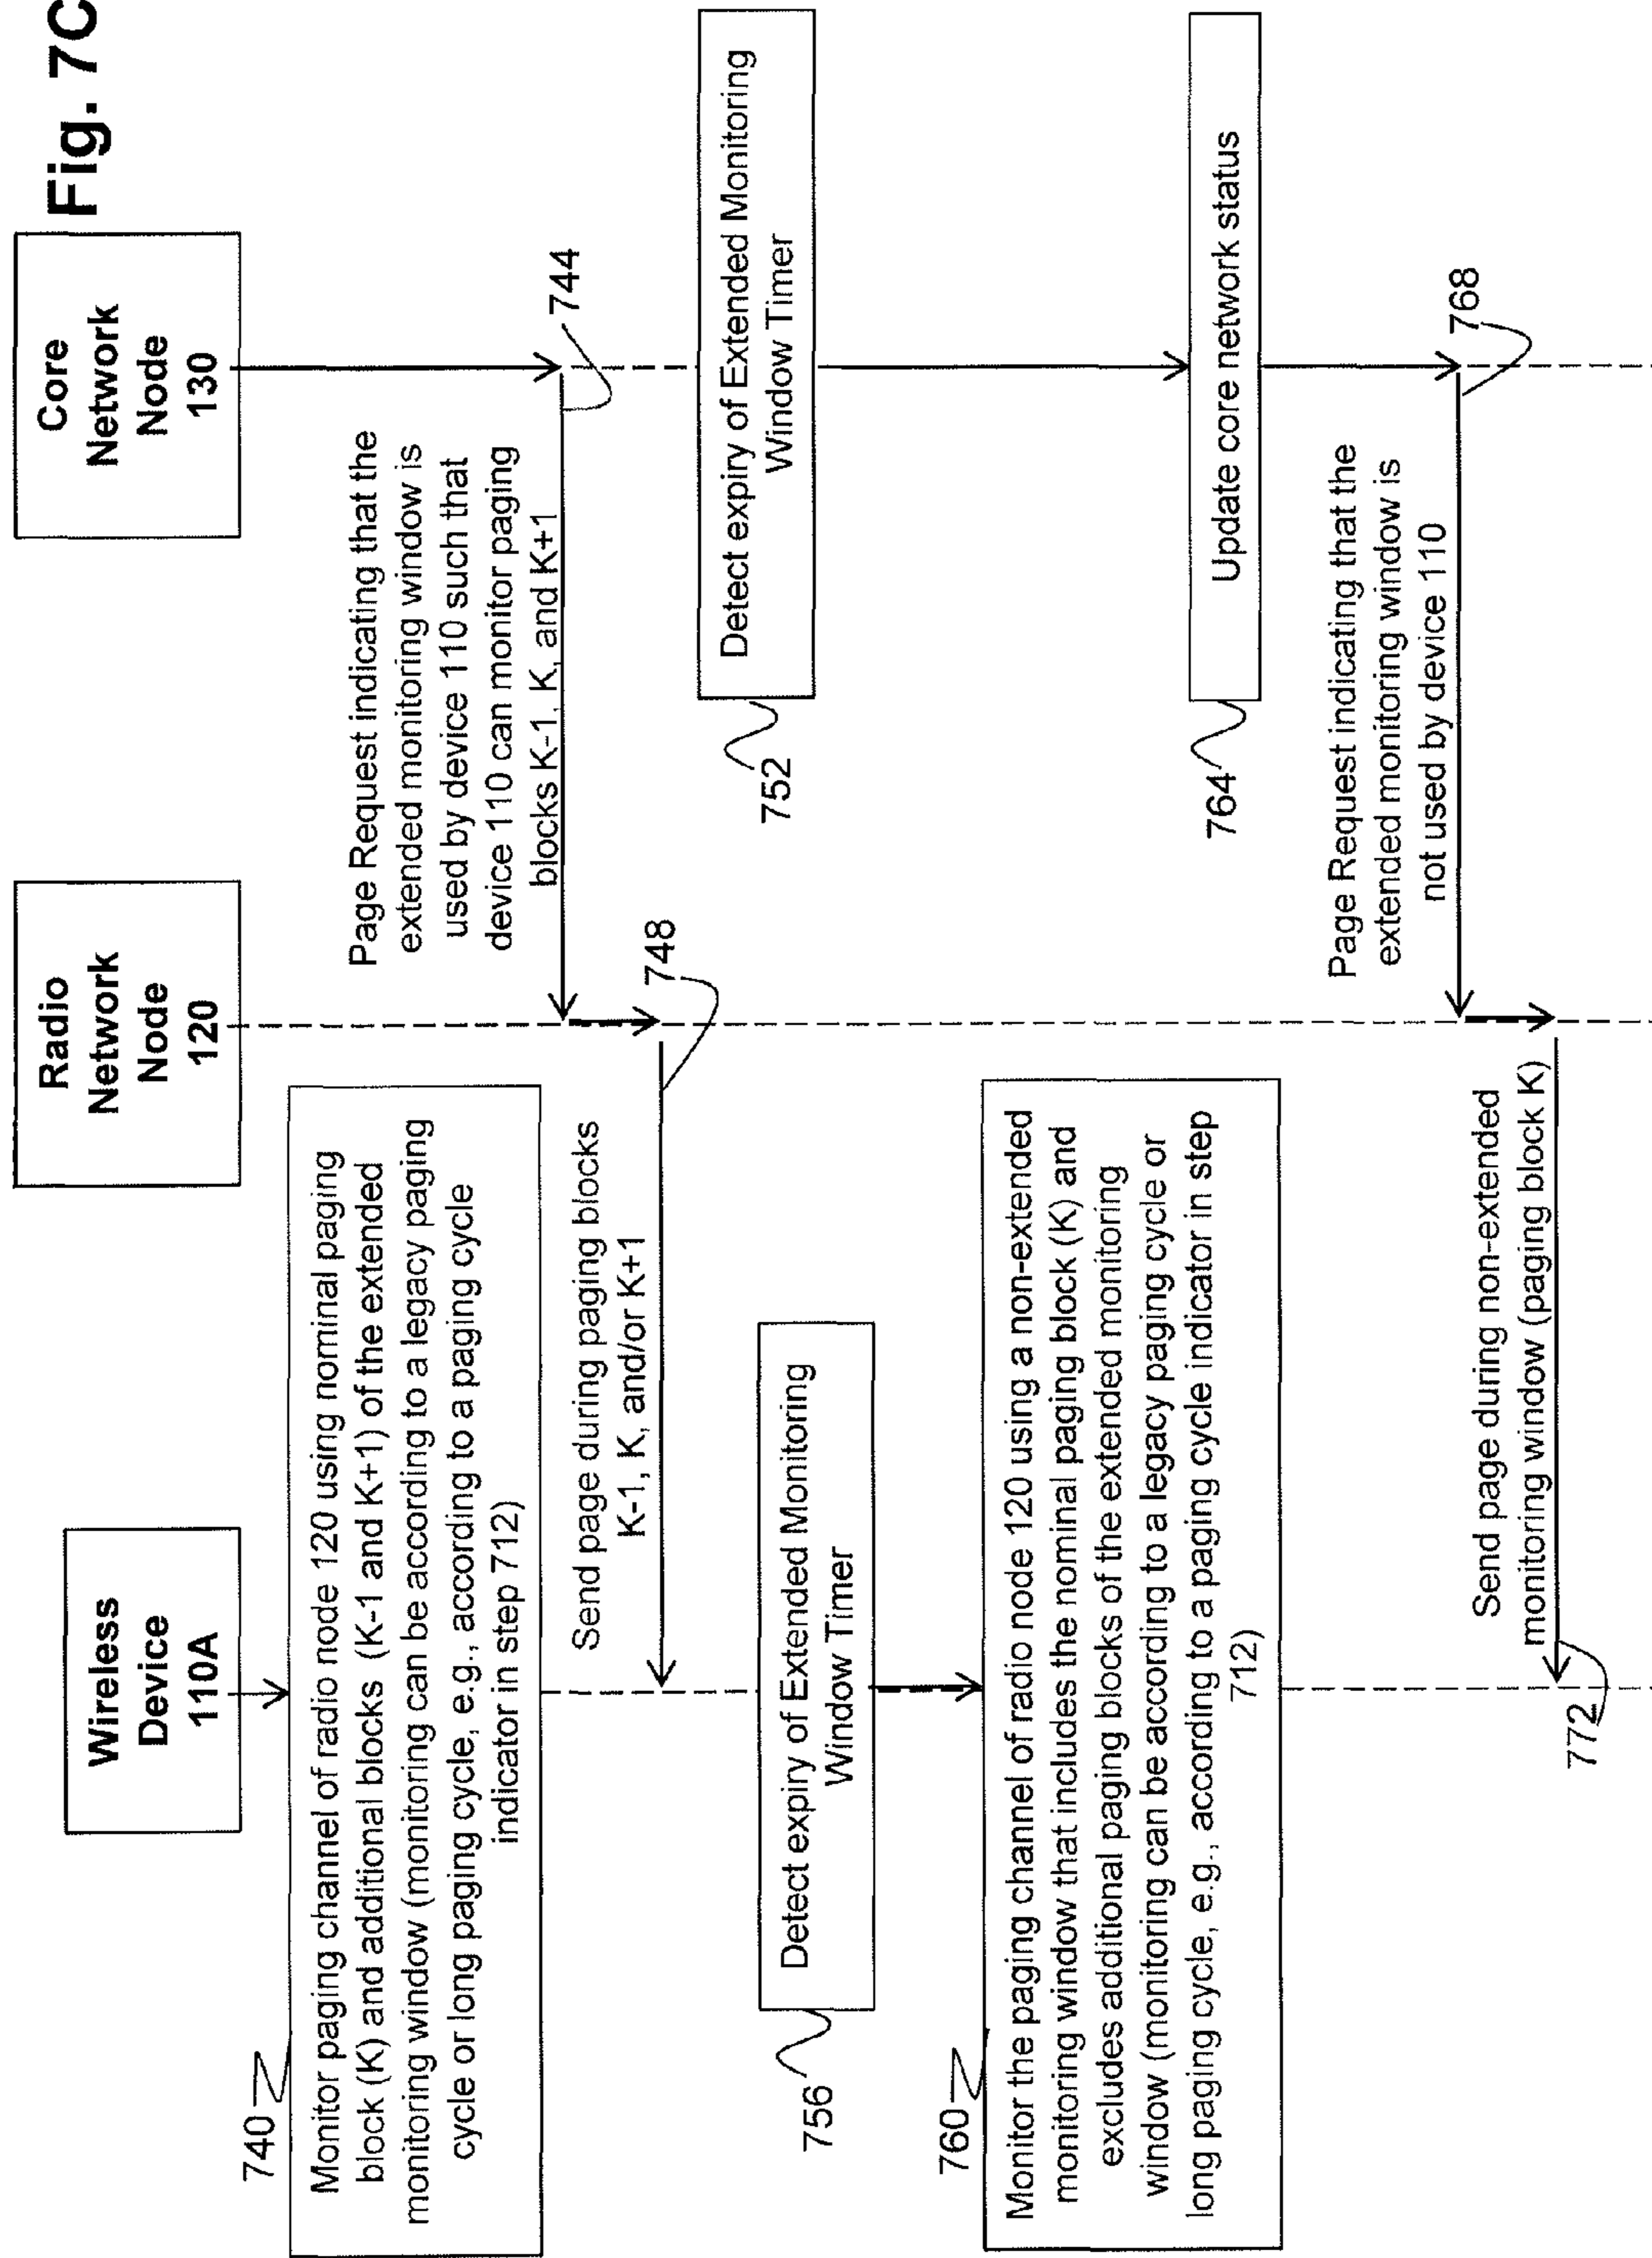 Fig. 7C
Wireless
Device
110A
Radio
Network
Node
120
Core
Network
Node
130
740
Monitor paging channel of radio node 120 using nominal paging
block (K) and additional blocks (K-1 and K+1) of the extended
monitoring window (monitoring can be according to a legacy paging
cycle or long paging cycle, e.g., according to a paging cycle
indicator in step 712)
Page Request indicating that the
extended monitoring window is
used by device 110 such that
device 110 can monitor paging
blocks K-1, K, and K+1
744
Send page during paging blocks
K-1, K, and/or K+1
748
752
Detect expiry of Extended Monitoring
Window Timer
756
Detect expiry of Extended Monitoring
Window Timer
760
Monitor the paging channel of radio node 120 using a non-extended
monitoring window that includes the nominal paging block (K) and
excludes additional paging blocks of the extended monitoring
window (monitoring can be according to a legacy paging cycle or
long paging cycle, e.g., according to a paging cycle indicator in step
712)
764
Update core network status
Page Request indicating that the
extended monitoring window is
not used by device 110
768
Send page during non-extended
monitoring window (paging block K)
772